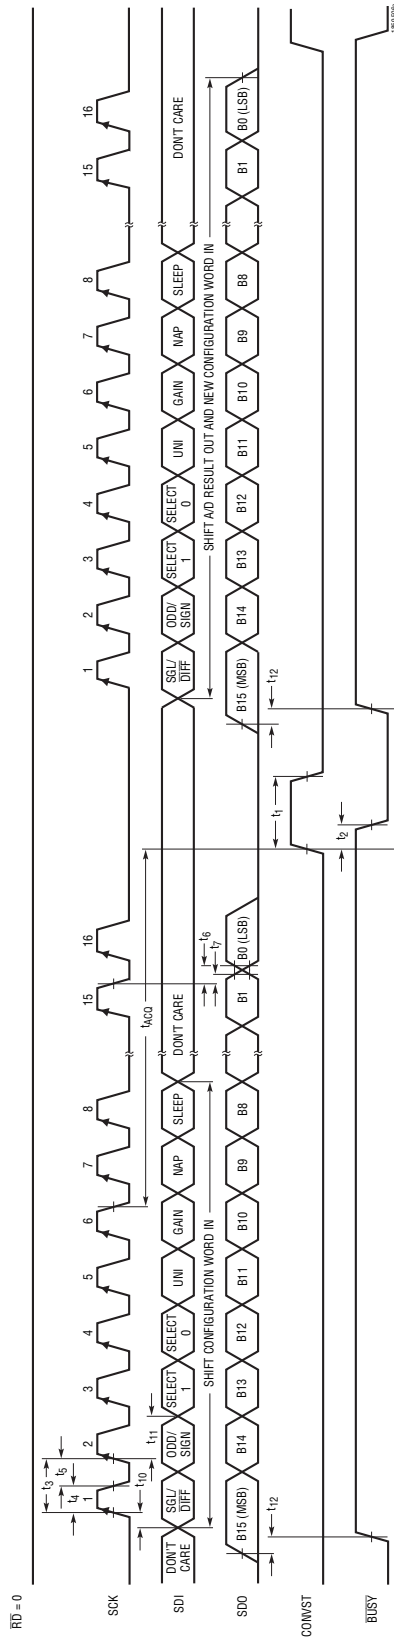 R̅D̅ = 0
SCK
1 2 3 4 5 6 7 8 15 16 1 2 3 4 5 6 7 8 15 16
t3
t4 t5
t10
t11
tACQ
SDI
DON'T CARE
SGL/D̅I̅F̅F̅
ODD/SIGN
SELECT 1
SELECT 0
UNI
GAIN
NAP
SLEEP
DON'T CARE
SGL/D̅I̅F̅F̅
ODD/SIGN
SELECT 1
SELECT 0
UNI
GAIN
NAP
SLEEP
DON'T CARE
SHIFT CONFIGURATION WORD IN
SHIFT A/D RESULT OUT AND NEW CONFIGURATION WORD IN
t6
t7
SDO
B15 (MSB) B14 B13 B12 B11 B10 B9 B8 B1 B0 (LSB) B15 (MSB) B14 B13 B12 B11 B10 B9 B8 B1 B0 (LSB)
t12
t12
CONVST
t1
t2
B̅U̅S̅Y̅